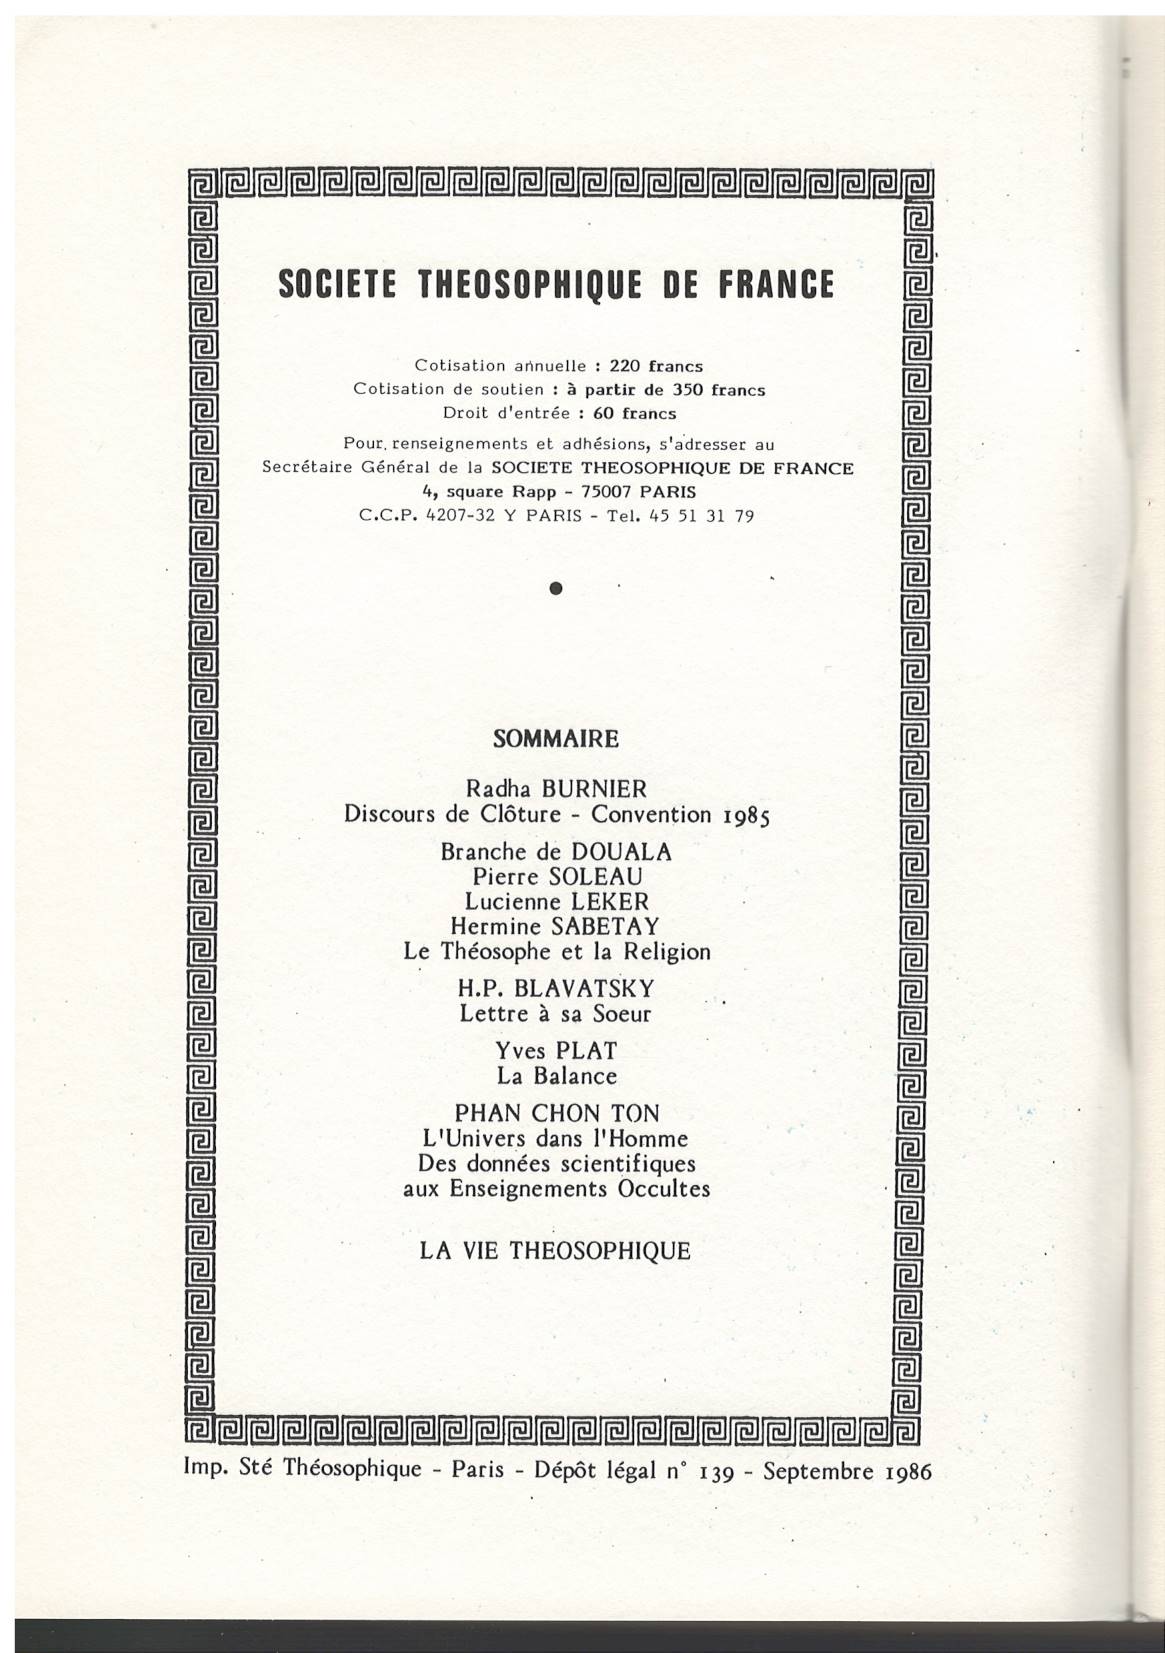 SOCIETE THEOSOPHIQUE DE FRANCE
Cotisation annuelle : 220 francs
Cotisation de soutien : à partir de 350 francs
Droit d'entrée : 60 francs
Pour renseignements et adhésions, s'adresser au
Secrétaire Général de la SOCIETE THEOSOPHIQUE DE FRANCE
4, square Rapp - 75007 PARIS
C.C.P. 4207-32 Y PARIS - Tel. 45 51 31 79
SOMMAIRE
Radha BURNIER
Discours de Clôture - Convention 1985
Branche de DOUALA
Pierre SOLEAU
Lucienne LEKER
Hermine SABETAY
Le Théosophe et la Religion
H.P. BLAVATSKY
Lettre à sa Soeur
Yves PLAT
La Balance
PHAN CHON TON
L'Univers dans l'Homme
Des données scientifiques
aux Enseignements Occultes
LA VIE THEOSOPHIQUE
Imp. Sté Théosophique - Paris - Dépôt légal n° 139 - Septembre 1986